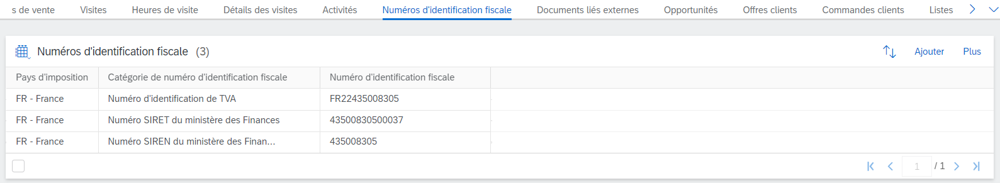 s de vente Visites Heures de visite Détails des visites Activités Numéros d'identification fiscale Documents liés externes Opportunités Offres clients Commandes clients Listes
Numéros d'identification fiscale (3) Ajouter Plus
Pays d'imposition Catégorie de numéro d'identification fiscale Numéro d'identification fiscale
FR - France Numéro d'identification de TVA FR22435008305
FR - France Numéro SIRET du ministère des Finances 43500830500037
FR - France Numéro SIREN du ministère des Finan... 435008305
1 / 1